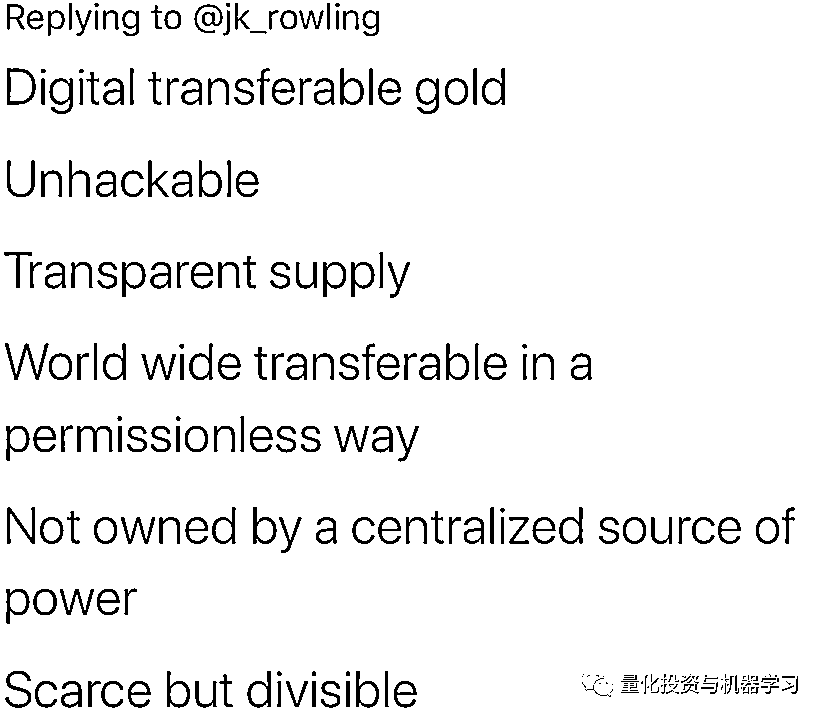 Replying to @jk_rowling
Digital transferable gold
Unhackable
Transparent supply
World wide transferable in a
permissionless way
Not owned by a centralized source of
power
Scarce but divisible
量化投资与机器学习